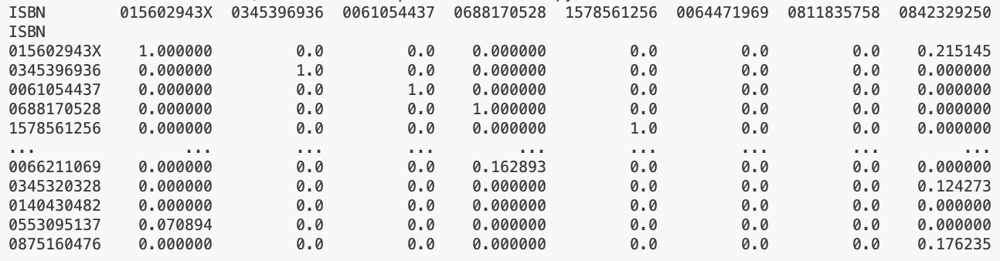 ISBN 015602943X 0345396936 0061054437 0688170528 1578561256 0064471969 0811835758 0842329250
ISBN
015602943X 1.000000 0.0 0.0 0.000000 0.0 0.0 0.0 0.215145
0345396936 0.000000 1.0 0.0 0.000000 0.0 0.0 0.0 0.000000
0061054437 0.000000 0.0 1.0 0.000000 0.0 0.0 0.0 0.000000
0688170528 0.000000 0.0 0.0 1.000000 0.0 0.0 0.0 0.000000
1578561256 0.000000 0.0 0.0 0.000000 1.0 0.0 0.0 0.000000
... ... ... ... ... ... ... ... ...
0066211069 0.000000 0.0 0.0 0.162893 0.0 0.0 0.0 0.000000
0345320328 0.000000 0.0 0.0 0.000000 0.0 0.0 0.0 0.124273
0140430482 0.000000 0.0 0.0 0.000000 0.0 0.0 0.0 0.000000
0553095137 0.070894 0.0 0.0 0.000000 0.0 0.0 0.0 0.000000
0875160476 0.000000 0.0 0.0 0.000000 0.0 0.0 0.0 0.176235